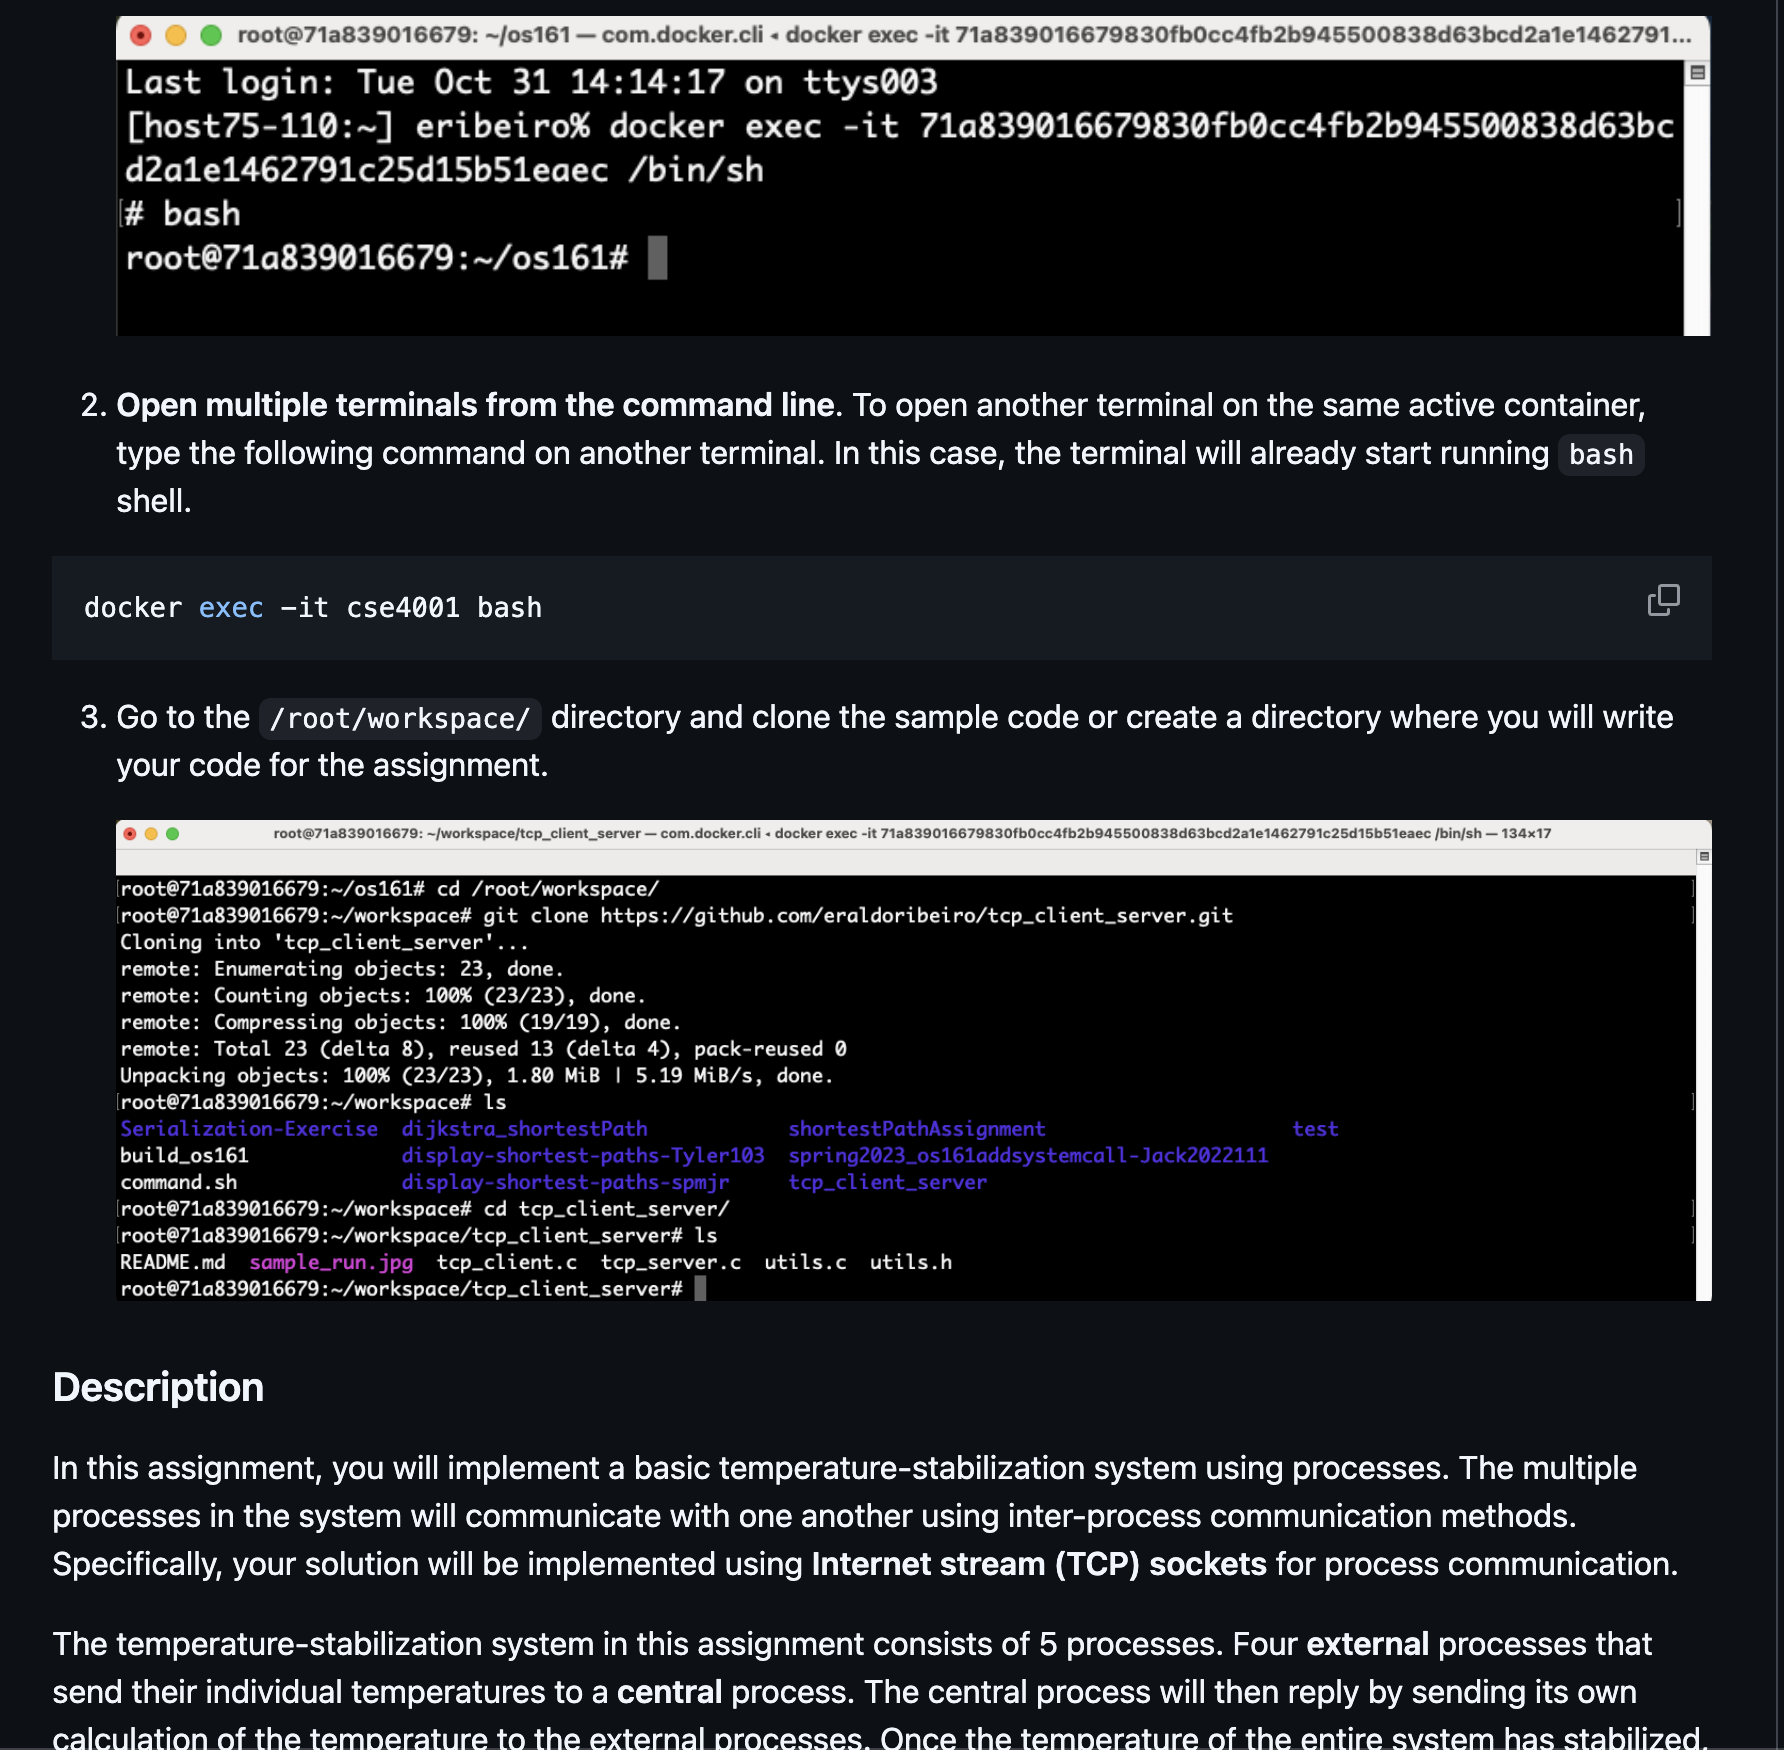 root@71a839016679: ~/os161 — com.docker.cli ◂ docker exec -it 71a839016679830fb0cc4fb2b945500838d63bcd2a1e1462791...
Last login: Tue Oct 31 14:14:17 on ttys003
[host75-110:~] eribeiro% docker exec -it 71a839016679830fb0cc4fb2b945500838d63bc
d2a1e1462791c25d15b51eaec /bin/sh
[# bash ]
root@71a839016679:~/os161#
2. Open multiple terminals from the command line. To open another terminal on the same active container,
type the following command on another terminal. In this case, the terminal will already start running bash
shell.
docker exec -it cse4001 bash
3. Go to the /root/workspace/ directory and clone the sample code or create a directory where you will write
your code for the assignment.
root@71a839016679: ~/workspace/tcp_client_server — com.docker.cli ◂ docker exec -it 71a839016679830fb0cc4fb2b945500838d63bcd2a1e1462791c25d15b51eaec /bin/sh — 134×17
[root@71a839016679:~/os161# cd /root/workspace/ ]
[root@71a839016679:~/workspace# git clone https://github.com/eraldoribeiro/tcp_client_server.git ]
Cloning into 'tcp_client_server'...
remote: Enumerating objects: 23, done.
remote: Counting objects: 100% (23/23), done.
remote: Compressing objects: 100% (19/19), done.
remote: Total 23 (delta 8), reused 13 (delta 4), pack-reused 0
Unpacking objects: 100% (23/23), 1.80 MiB | 5.19 MiB/s, done.
[root@71a839016679:~/workspace# ls ]
Serialization-Exercise dijkstra_shortestPath shortestPathAssignment test
build_os161 display-shortest-paths-Tyler103 spring2023_os161addsystemcall-Jack2022111
command.sh display-shortest-paths-spmjr tcp_client_server
[root@71a839016679:~/workspace# cd tcp_client_server/ ]
[root@71a839016679:~/workspace/tcp_client_server# ls ]
README.md sample_run.jpg tcp_client.c tcp_server.c utils.c utils.h
root@71a839016679:~/workspace/tcp_client_server#
Description
In this assignment, you will implement a basic temperature-stabilization system using processes. The multiple
processes in the system will communicate with one another using inter-process communication methods.
Specifically, your solution will be implemented using Internet stream (TCP) sockets for process communication.
The temperature-stabilization system in this assignment consists of 5 processes. Four external processes that
send their individual temperatures to a central process. The central process will then reply by sending its own
calculation of the temperature to the external processes. Once the temperature of the entire system has stabilized,